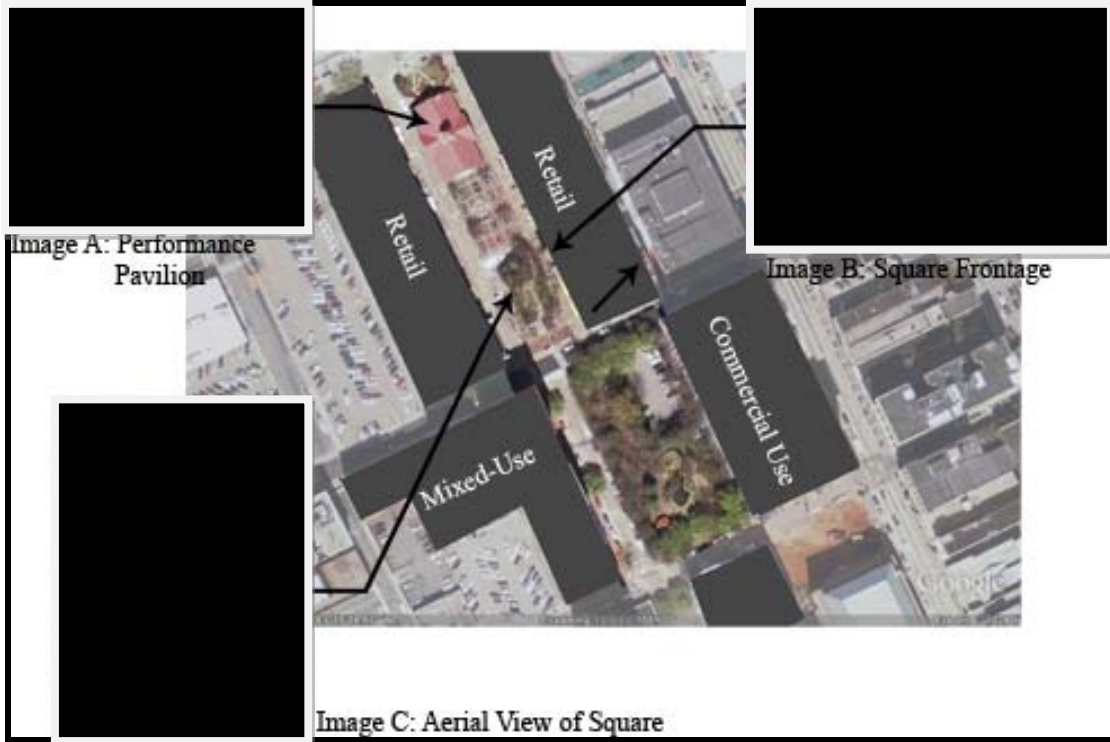 Image A: Performance
Pavilion
Retail
Retail
Image B: Square Frontage
Commercial Use
Mixed-Use
Google
Image C: Aerial View of Square